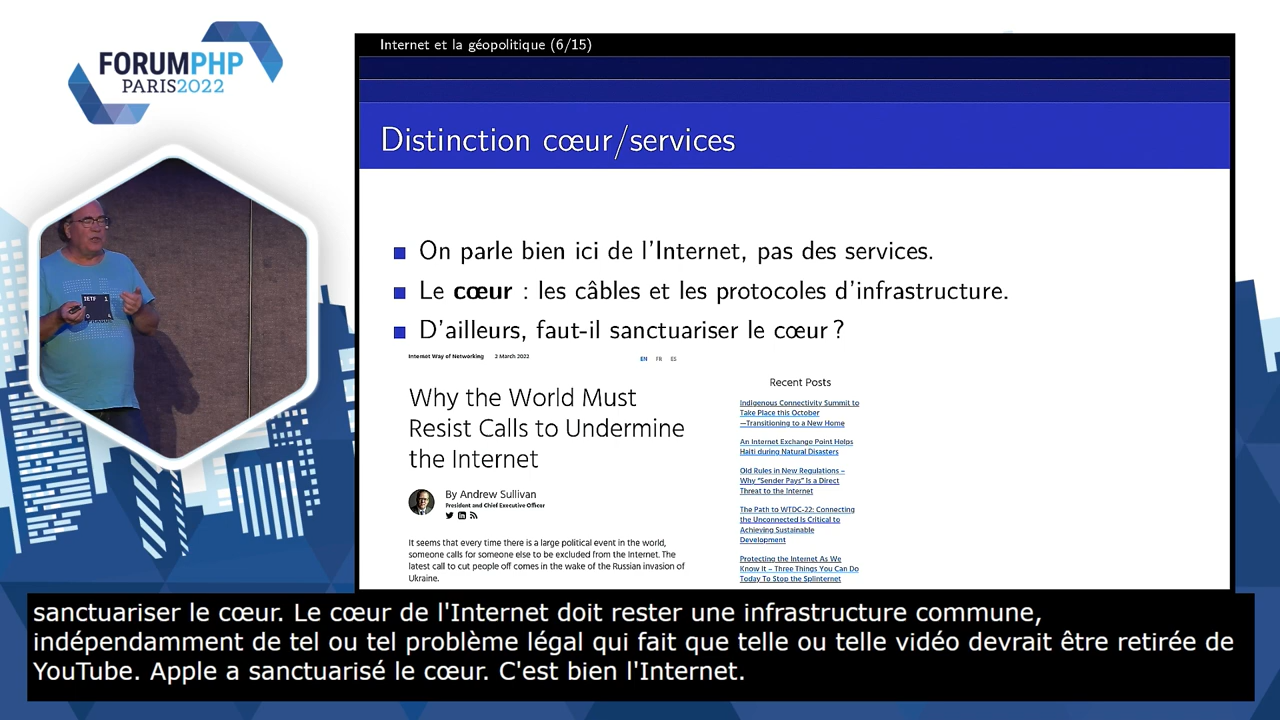 FORUMPHP
PARIS2022
Internet et la géopolitique (6/15)
Distinction cœur/services
On parle bien ici de l'Internet, pas des services.
Le cœur : les câbles et les protocoles d'infrastructure.
D'ailleurs, faut-il sanctuariser le cœur ?
Internet Way of Networking 2 March 2022
EN FR ES
Why the World Must
Resist Calls to Undermine
the Internet
By Andrew Sullivan
President and Chief Executive Officer
It seems that every time there is a large political event in the world,
someone calls for someone else to be excluded from the Internet. The
latest call to cut people off comes in the wake of the Russian invasion of
Ukraine.
Recent Posts
Indigenous Connectivity Summit to
Take Place this October
—Transitioning to a New Home
An Internet Exchange Point Helps
Haiti during Natural Disasters
Old Rules in New Regulations –
Why "Sender Pays" Is a Direct
Threat to the Internet
The Path to WTDC-22: Connecting
the Unconnected Is Critical to
Achieving Sustainable
Development
Protecting the Internet As We
Know It – Three Things You Can Do
Today To Stop the Splinternet
IETF 1
sanctuariser le cœur. Le cœur de l'Internet doit rester une infrastructure commune,
indépendamment de tel ou tel problème légal qui fait que telle ou telle vidéo devrait être retirée de
YouTube. Apple a sanctuarisé le cœur. C'est bien l'Internet.